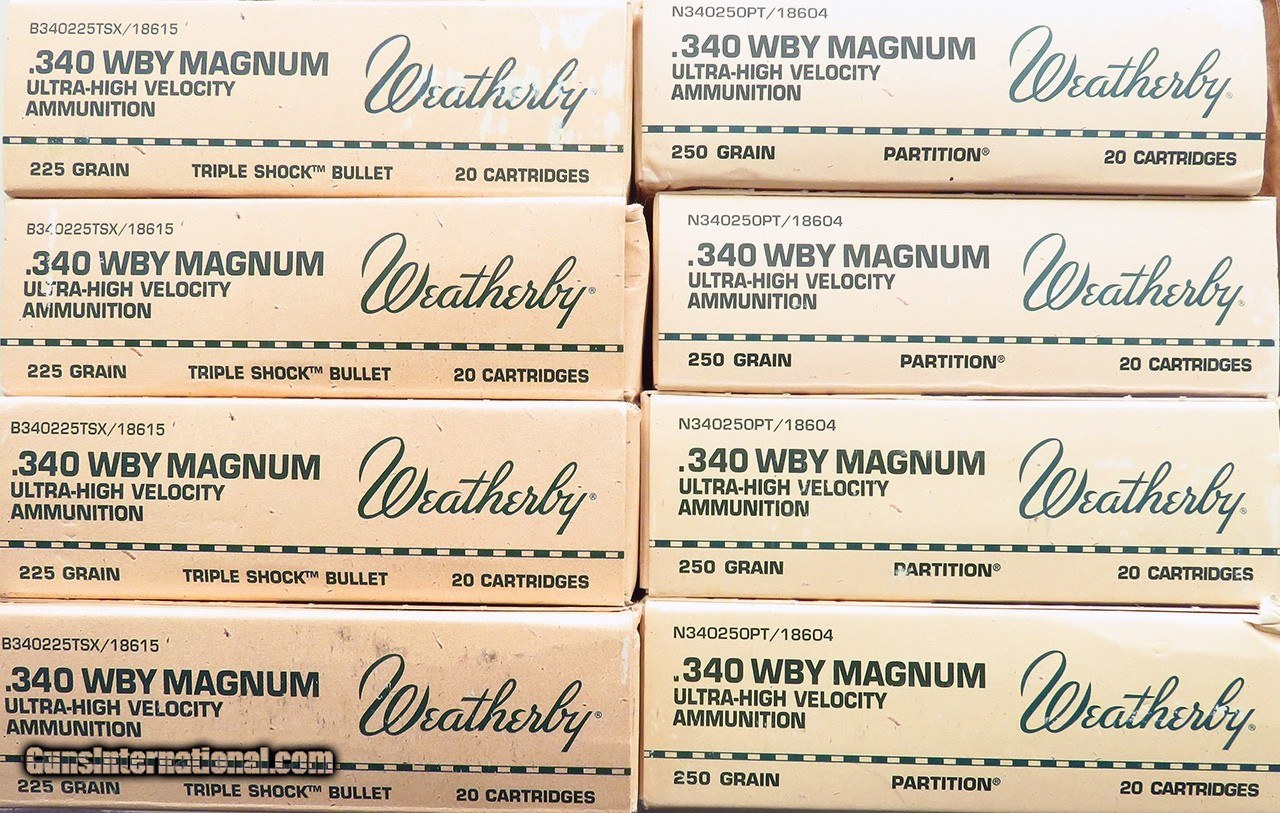 B340225TSX/18615
.340 WBY MAGNUM
ULTRA-HIGH VELOCITY
AMMUNITION
Weatherby
225 GRAIN TRIPLE SHOCK™ BULLET 20 CARTRIDGES
N340250PT/18604
.340 WBY MAGNUM
ULTRA-HIGH VELOCITY
AMMUNITION
Weatherby®
250 GRAIN PARTITION® 20 CARTRIDGES
B340225TSX/18615
.340 WBY MAGNUM
ULTRA-HIGH VELOCITY
AMMUNITION
Weatherby®
225 GRAIN TRIPLE SHOCK™ BULLET 20 CARTRIDGES
N340250PT/18604
.340 WBY MAGNUM
ULTRA-HIGH VELOCITY
AMMUNITION
Weatherby®
250 GRAIN PARTITION® 20 CARTRIDGES
B340225TSX/18615
.340 WBY MAGNUM
ULTRA-HIGH VELOCITY
AMMUNITION
Weatherby®
225 GRAIN TRIPLE SHOCK™ BULLET 20 CARTRIDGES
N340250PT/18604
.340 WBY MAGNUM
ULTRA-HIGH VELOCITY
AMMUNITION
Weatherby®
250 GRAIN PARTITION® 20 CARTRIDGES
B340225TSX/18615
.340 WBY MAGNUM
ULTRA-HIGH VELOCITY
AMMUNITION
Weatherby®
GunsInternational.com
225 GRAIN TRIPLE SHOCK™ BULLET 20 CARTRIDGES
N340250PT/18604
.340 WBY MAGNUM
ULTRA-HIGH VELOCITY
AMMUNITION
Weatherby®
250 GRAIN PARTITION® 20 CARTRIDGES